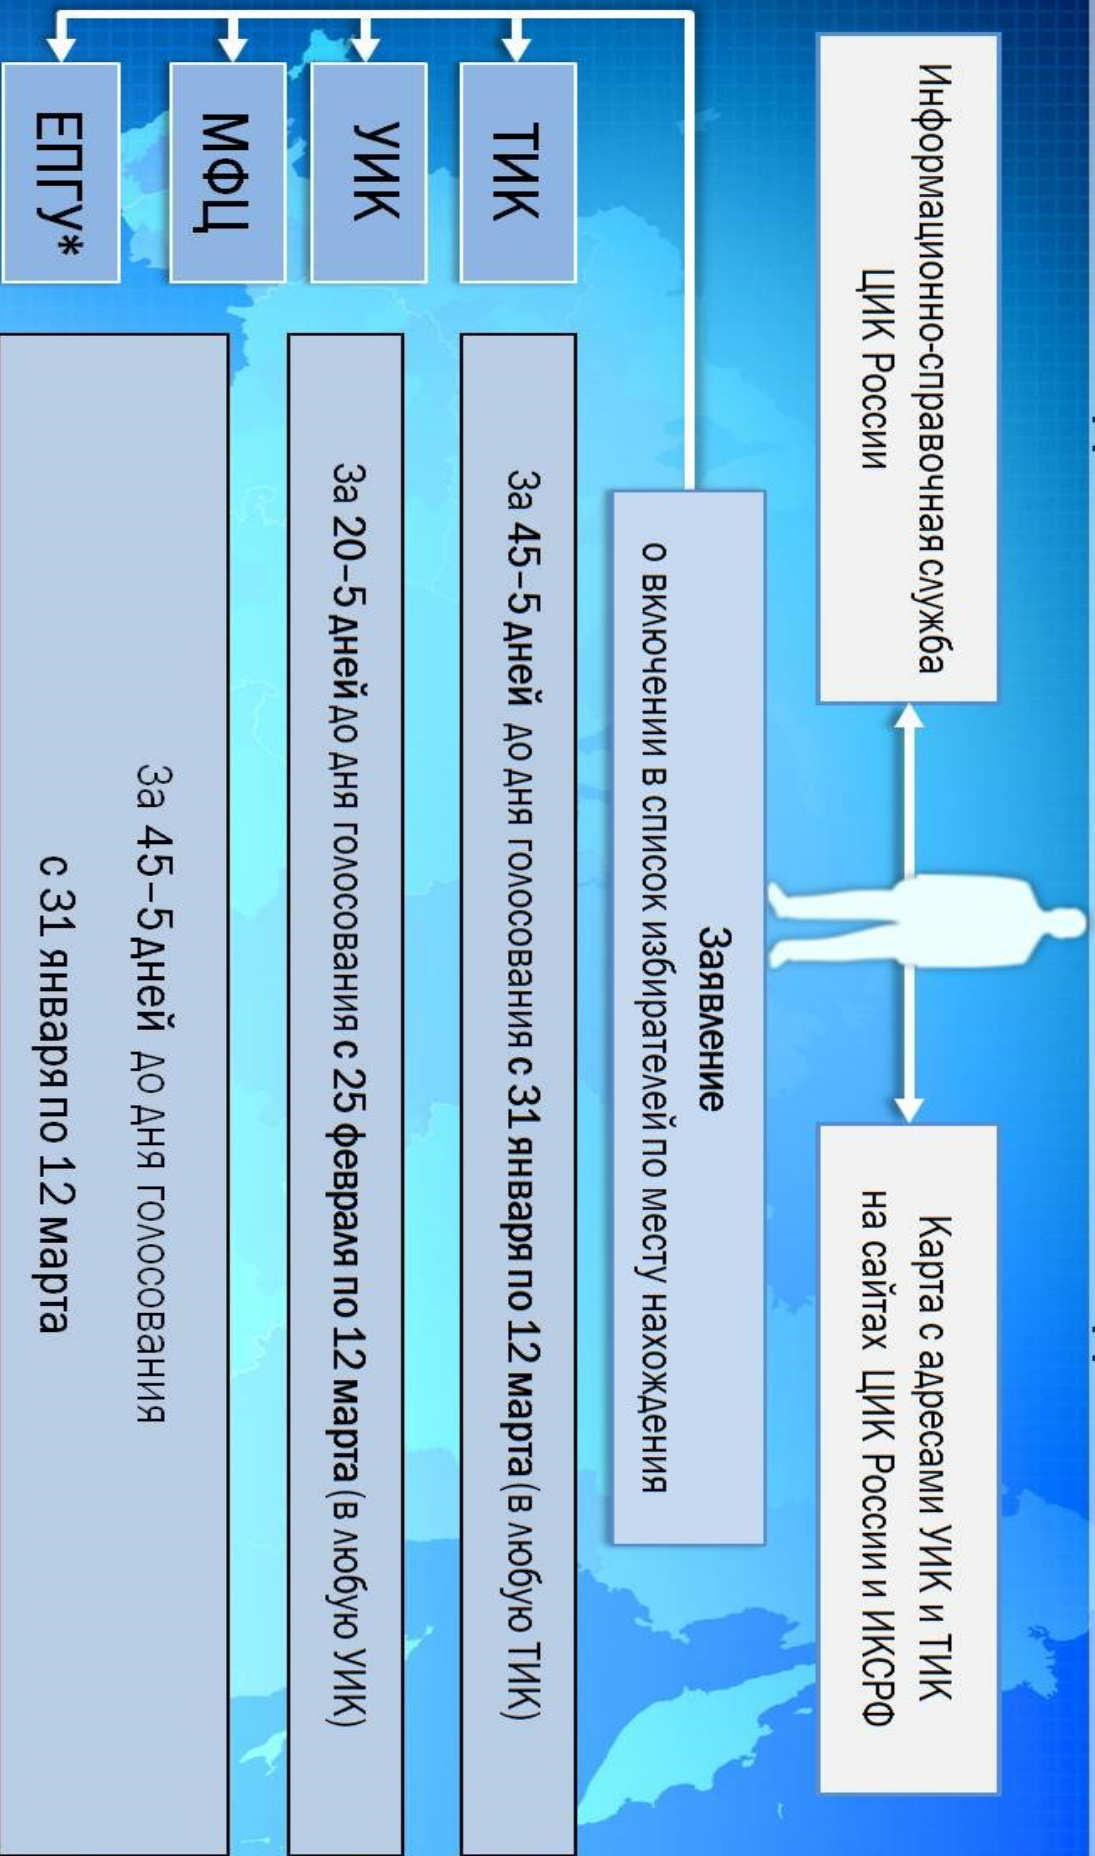 Информационно-справочная служба
ЦИК России
Карта с адресами УИК и ТИК
на сайтах ЦИК России и ИКСРФ
Заявление
о включении в список избирателей по месту нахождения
ТИК
За 45–5 дней до дня голосования с 31 января по 12 марта (в любую ТИК)
УИК
За 20–5 дней до дня голосования с 25 февраля по 12 марта (в любую УИК)
МФЦ
ЕПГУ*
За 45–5 дней до дня голосования
с 31 января по 12 марта